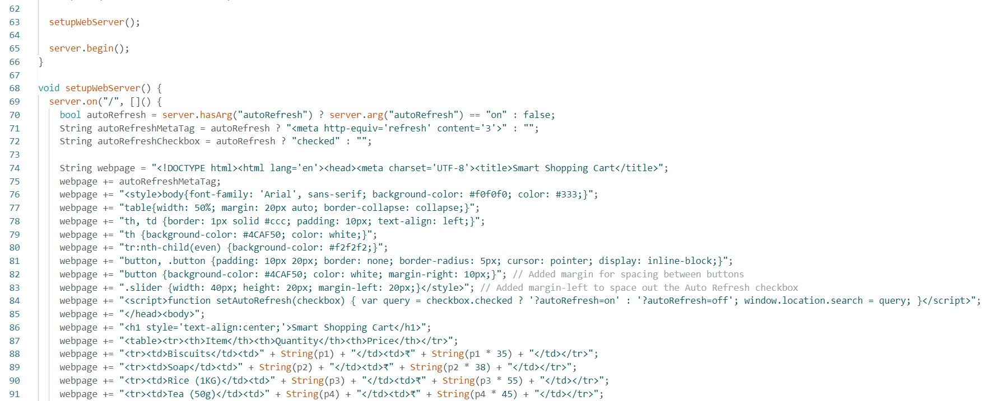 62
63 setupWebServer();
64
65 server.begin();
66 }
67
68 void setupWebServer() {
69 server.on("/", []() {
70 bool autoRefresh = server.hasArg("autoRefresh") ? server.arg("autoRefresh") == "on" : false;
71 String autoRefreshMetaTag = autoRefresh ? "<meta http-equiv='refresh' content='3'>" : "";
72 String autoRefreshCheckbox = autoRefresh ? "checked" : "";
73
74 String webpage = "<!DOCTYPE html><html lang='en'><head><meta charset='UTF-8'><title>Smart Shopping Cart</title>";
75 webpage += autoRefreshMetaTag;
76 webpage += "<style>body{font-family: 'Arial', sans-serif; background-color: #f0f0f0; color: #333;}";
77 webpage += "table{width: 50%; margin: 20px auto; border-collapse: collapse;}";
78 webpage += "th, td {border: 1px solid #ccc; padding: 10px; text-align: left;}";
79 webpage += "th {background-color: #4CAF50; color: white;}";
80 webpage += "tr:nth-child(even) {background-color: #f2f2f2;}";
81 webpage += "button, .button {padding: 10px 20px; border: none; border-radius: 5px; cursor: pointer; display: inline-block;}";
82 webpage += "button {background-color: #4CAF50; color: white; margin-right: 10px;}"; // Added margin for spacing between buttons
83 webpage += ".slider {width: 40px; height: 20px; margin-left: 20px;}</style>"; // Added margin-left to space out the Auto Refresh checkbox
84 webpage += "<script>function setAutoRefresh(checkbox) { var query = checkbox.checked ? '?autoRefresh=on' : '?autoRefresh=off'; window.location.search = query; }</script>";
85 webpage += "</head><body>";
86 webpage += "<h1 style='text-align:center;'>Smart Shopping Cart</h1>";
87 webpage += "<table><tr><th>Item</th><th>Quantity</th><th>Price</th></tr>";
88 webpage += "<tr><td>Biscuits</td><td>" + String(p1) + "</td><td>₹" + String(p1 * 35) + "</td></tr>";
89 webpage += "<tr><td>Soap</td><td>" + String(p2) + "</td><td>₹" + String(p2 * 38) + "</td></tr>";
90 webpage += "<tr><td>Rice (1KG)</td><td>" + String(p3) + "</td><td>₹" + String(p3 * 55) + "</td></tr>";
91 webpage += "<tr><td>Tea (50g)</td><td>" + String(p4) + "</td><td>₹" + String(p4 * 45) + "</td></tr>";